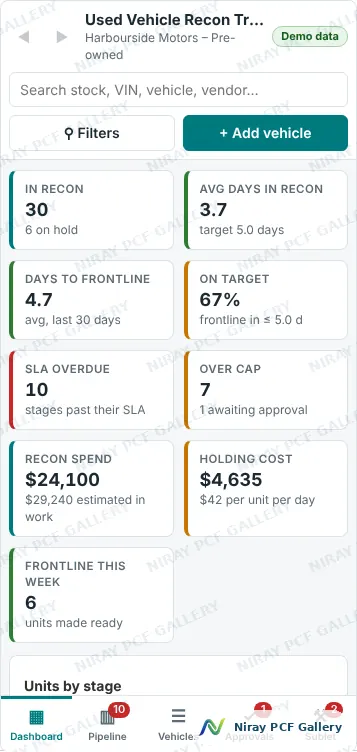 Used Vehicle Recon Tr...
Harbourside Motors – Pre-
owned
Demo data
Search stock, VIN, vehicle, vendor...
Filters
+ Add vehicle
IN RECON
30
6 on hold
AVG DAYS IN RECON
3.7
target 5.0 days
DAYS TO FRONTLINE
4.7
avg, last 30 days
ON TARGET
67%
frontline in ≤ 5.0 d
SLA OVERDUE
10
stages past their SLA
OVER CAP
7
1 awaiting approval
RECON SPEND
$24,100
$29,240 estimated in
work
HOLDING COST
$4,635
$42 per unit per day
FRONTLINE THIS
WEEK
6
units made ready
Units by stage
10
1
2
Dashboard
Pipeline
Vehicle
Approvals
Sublet
Niray PCF Gallery
NIRAY PCF GALLERY